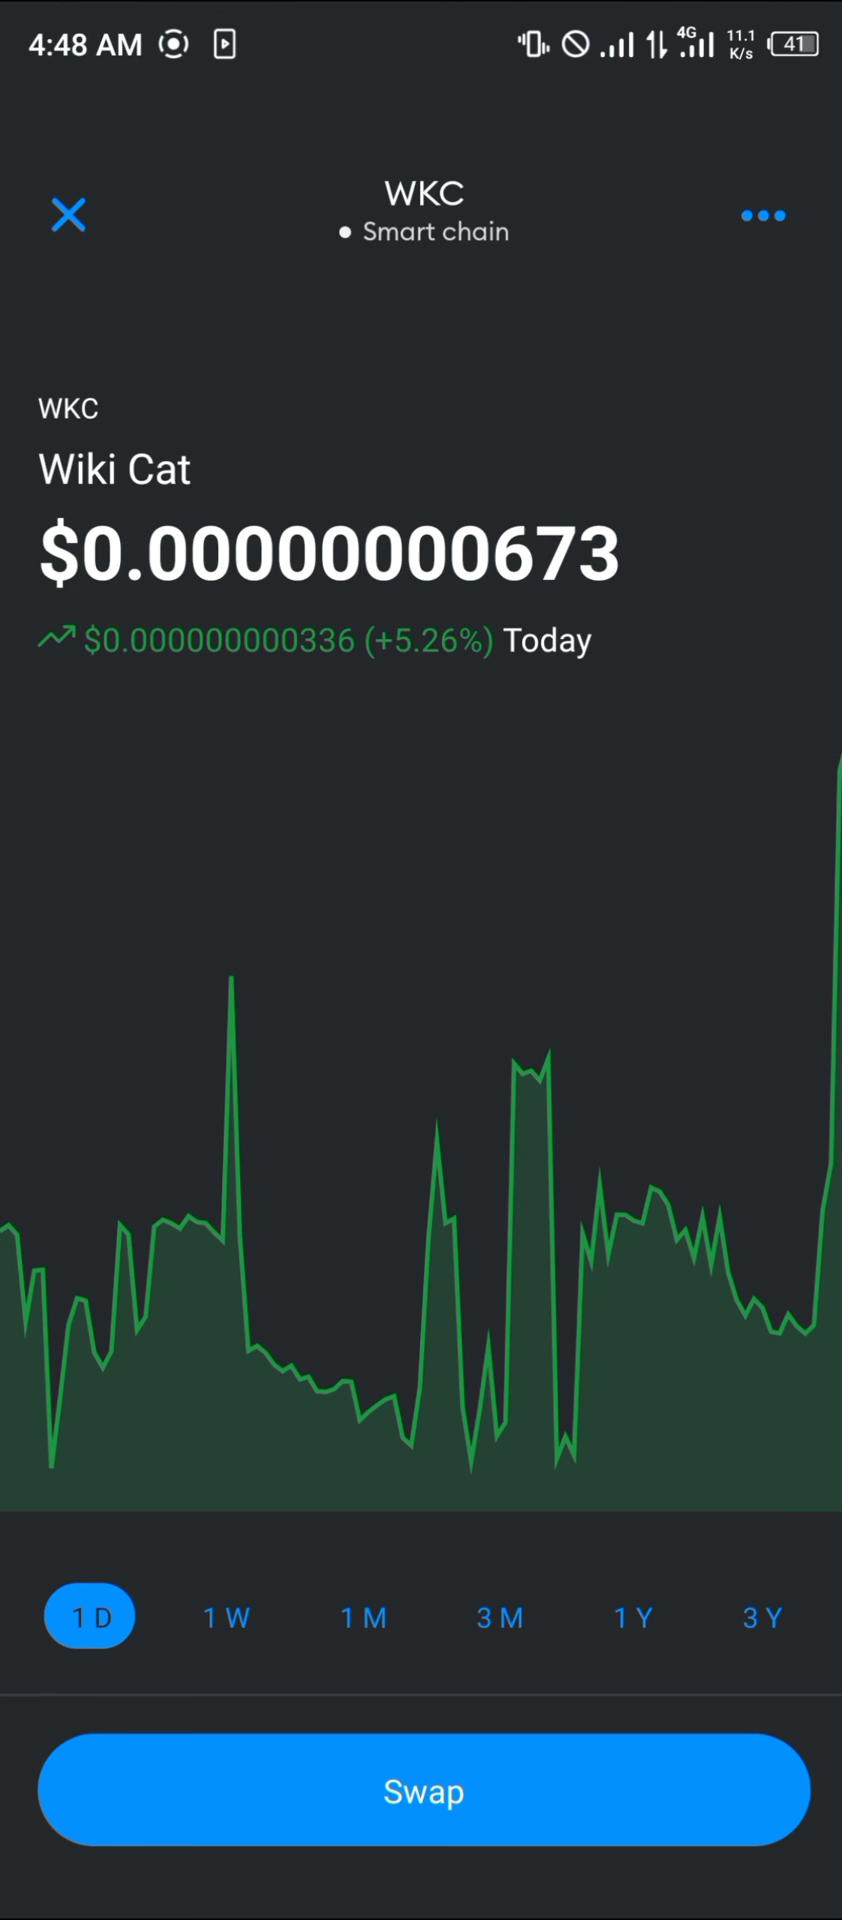 4:48 AM
4G
11.1
K/s
41
WKC
Smart chain
WKC
Wiki Cat
$0.00000000673
$0.000000000336 (+5.26%) Today
1 D 1 W 1 M 3 M 1 Y 3 Y
Swap